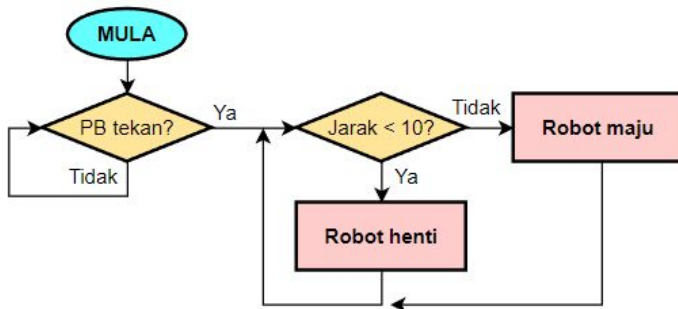 MULA
PB tekan?
Ya
Tidak
Jarak < 10?
Tidak
Ya
Robot maju
Robot henti